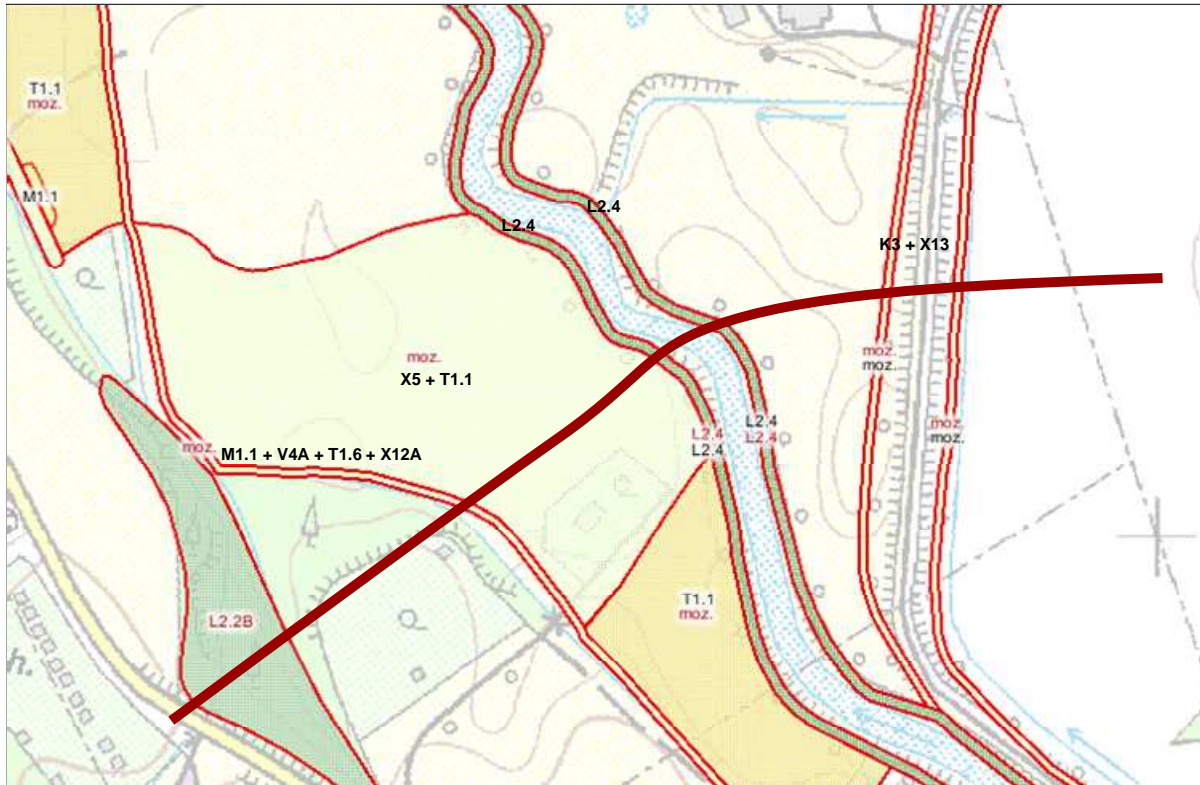 T1.1
moz.
M1.1
L2.4
L2.4
K3 + X13
moz.
X5 + T1.1
moz.
moz.
L2.4
L2.4
L2.4
L2.4
moz.
moz.
moz.
M1.1 + V4A + T1.6 + X12A
T1.1
moz.
L2.2B
h.